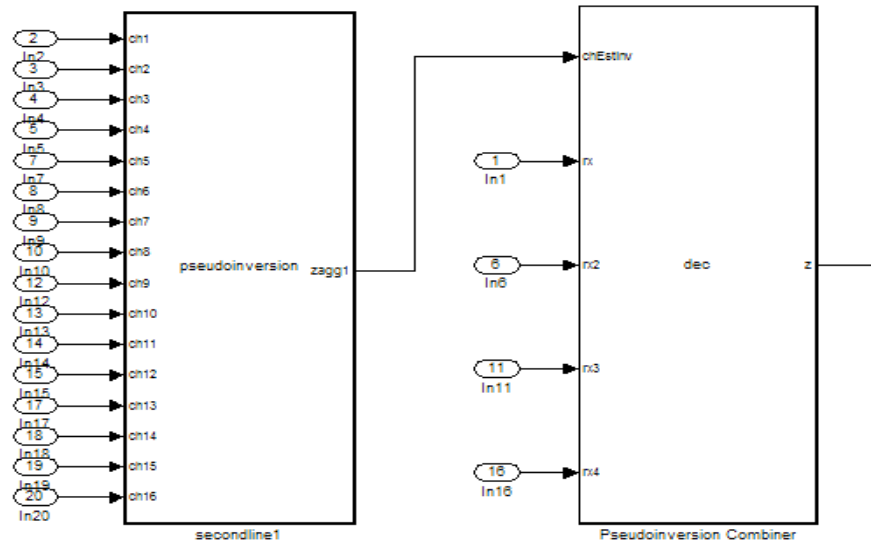 2
ch1
In2
3
ch2
In3
4
ch3
In4
5
ch4
In5
7
ch5
In7
8
ch6
In8
9
ch7
In9
10
ch8
In10
12
ch9
In12
13
ch10
In13
14
ch11
In14
15
ch12
In15
17
ch13
In17
18
ch14
In18
19
ch15
In19
20
ch16
In20
pseudoinversion
zagg1
secondline1
chEstInv
1
rx
In1
6
rx2
In6
11
rx3
In11
16
rx4
In16
dec
z
Pseudoinversion Combiner